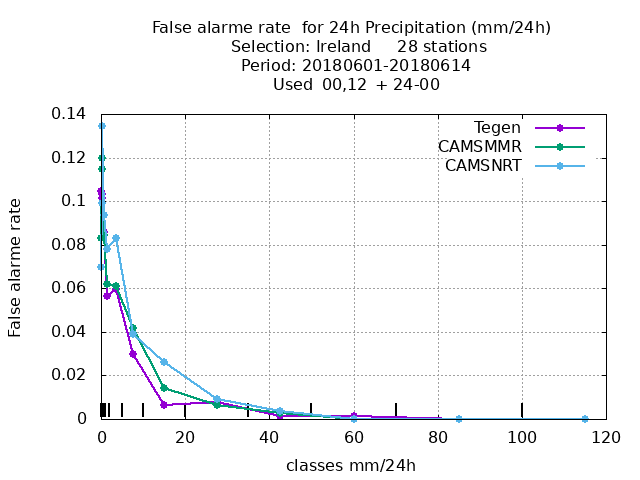 False alarme rate  for 24h Precipitation (mm/24h)
Selection: Ireland     28 stations
Period: 20180601-20180614
Used  00,12  + 24-00
Tegen
CAMSMMR
CAMSNRT
False alarme rate
0.14
0.12
0.1
0.08
0.06
0.04
0.02
0
0 20 40 60 80 100 120
classes mm/24h